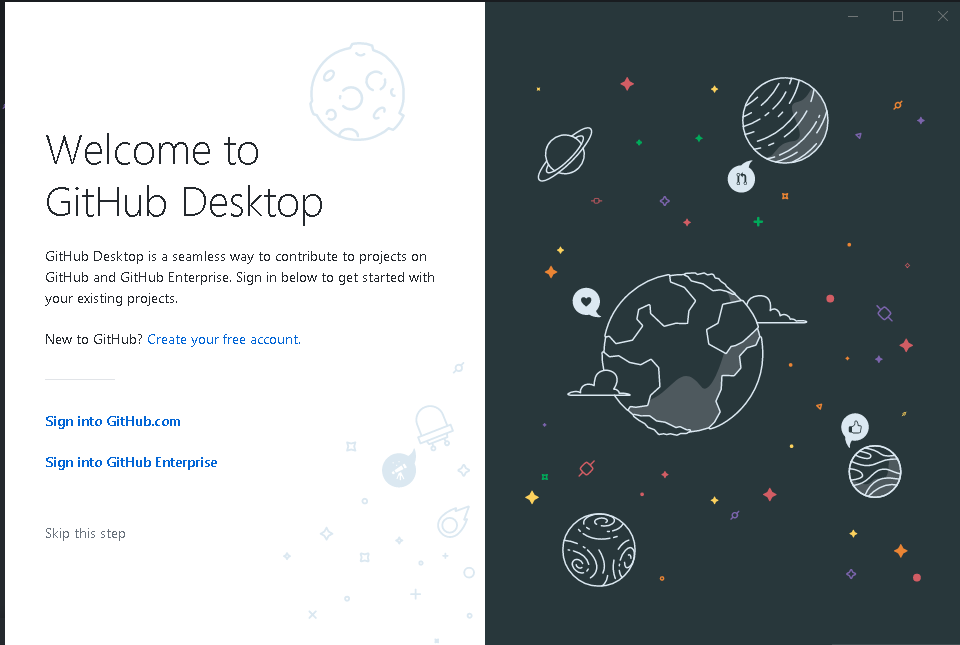 Welcome to
GitHub Desktop
GitHub Desktop is a seamless way to contribute to projects on
GitHub and GitHub Enterprise. Sign in below to get started with
your existing projects.
New to GitHub? Create your free account.
Sign into GitHub.com
Sign into GitHub Enterprise
Skip this step